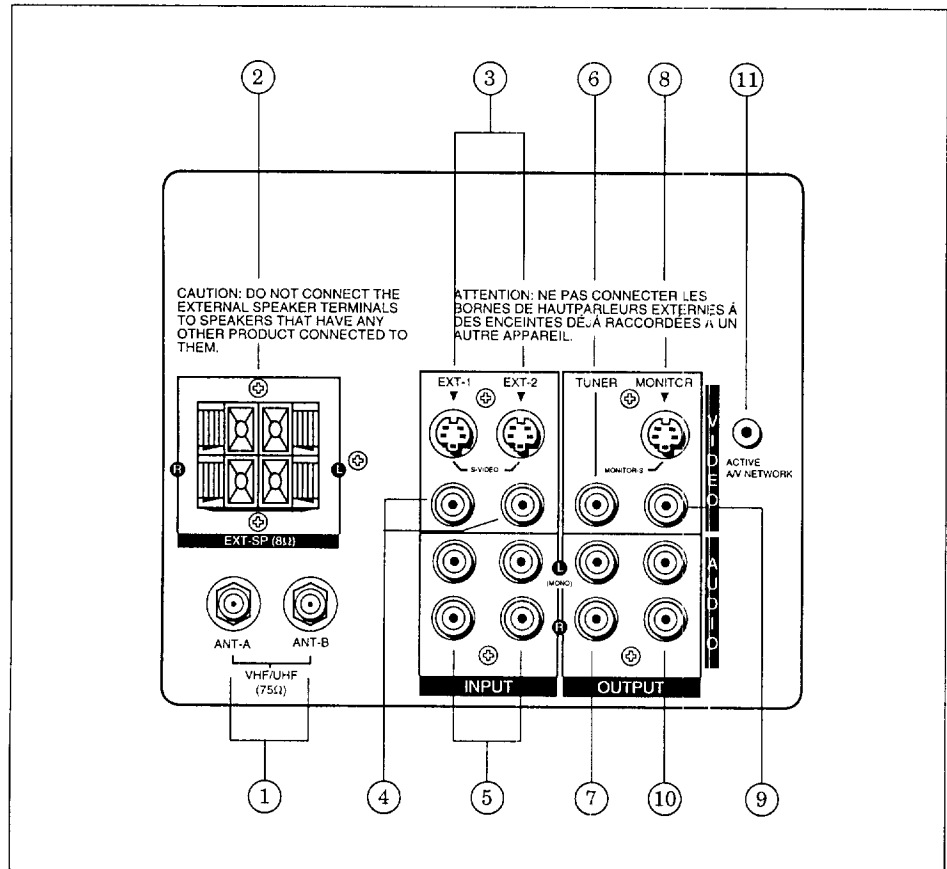 2 3 6 8 11
CAUTION: DO NOT CONNECT THE
EXTERNAL SPEAKER TERMINALS
TO SPEAKERS THAT HAVE ANY
OTHER PRODUCT CONNECTED TO
THEM.
ATTENTION: NE PAS CONNECTER LES
BORNES DE HAUTPARLEURS EXTERNES À
DES ENCEINTES DÉJÀ RACCORDÉES À UN
AUTRE APPAREIL.
EXT-1 EXT-2 TUNER MONITOR
S-VIDEO MONITOR-S
VIDEO
ACTIVE
A/V NETWORK
R L
EXT-SP (8Ω)
L
(MONO)
R
AUDIO
ANT-A ANT-B
VHF/UHF
(75Ω)
INPUT OUTPUT
1 4 5 7 10 9